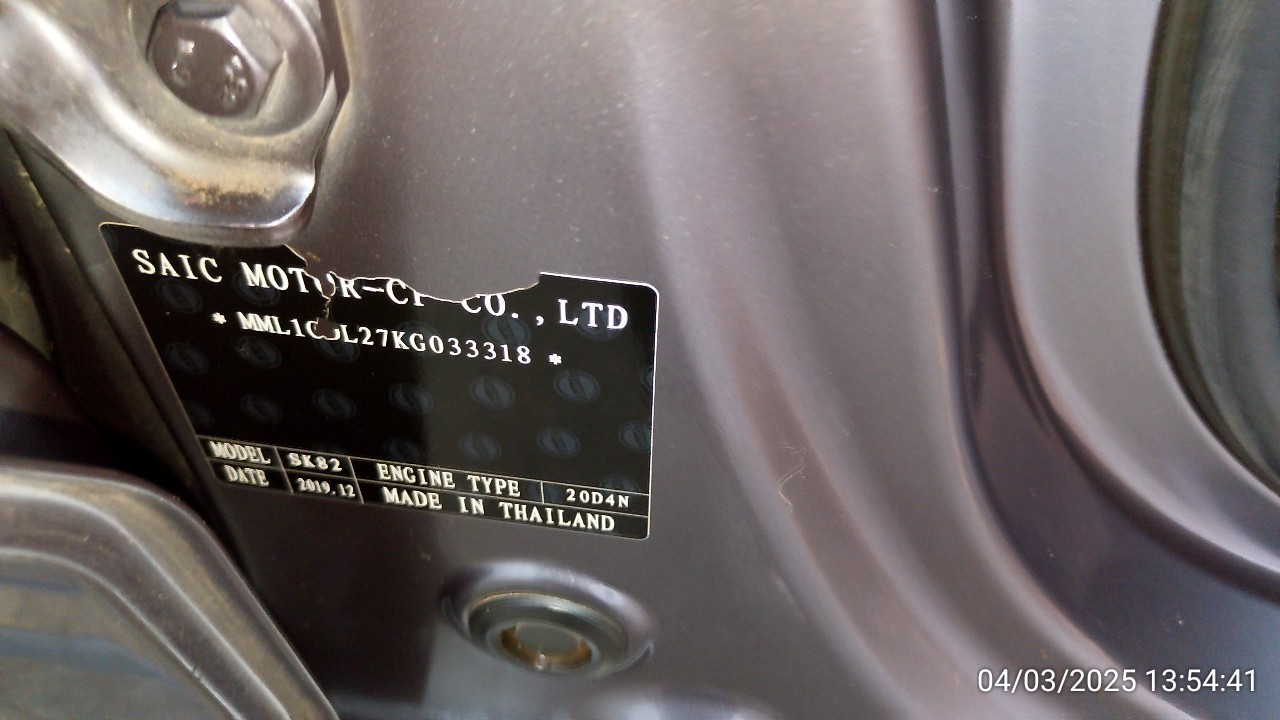 SAIC MOTOR-CP CO.,LTD
* MML1C L27KG033318 *
MODEL SK82 ENGINE TYPE 20D4N
DATE 2019.12 MADE IN THAILAND
04/03/2025 13:54:41